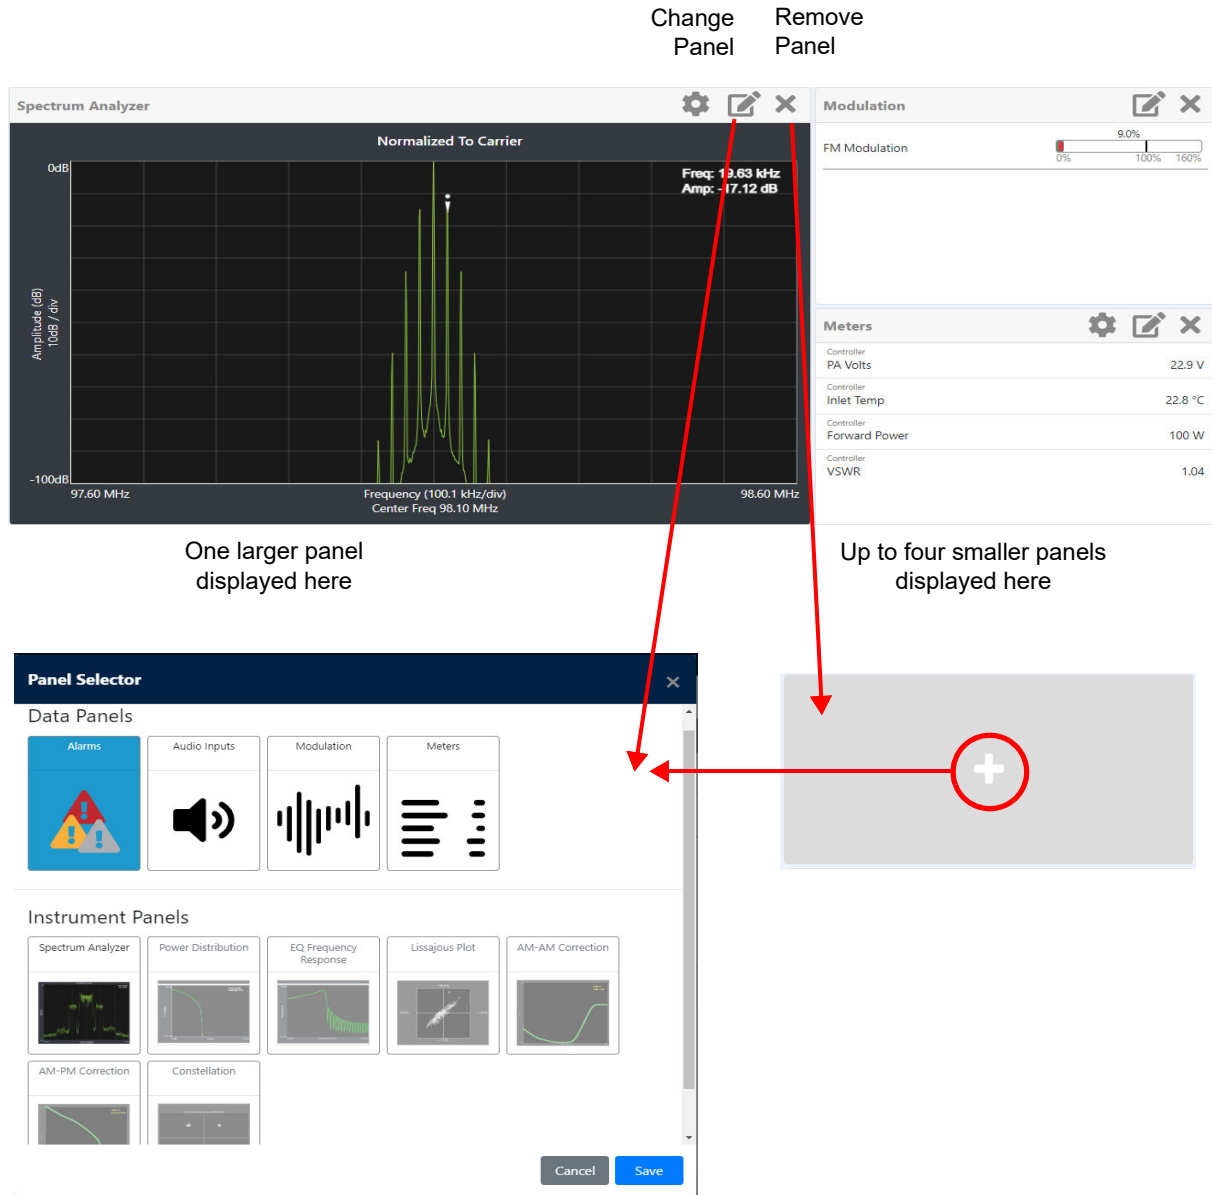 Change
Panel
Remove
Panel
Spectrum Analyzer
Normalized To Carrier
0dB
Freq: 19.63 kHz
Amp: -17.12 dB
Amplitude (dB)
10dB / div
-100dB
97.60 MHz
Frequency (100.1 kHz/div)
98.60 MHz
Center Freq 98.10 MHz
Modulation
FM Modulation
9.0%
0%
100%
160%
Meters
Controller
PA Volts
22.9 V
Controller
Inlet Temp
22.8 °C
Controller
Forward Power
100 W
Controller
VSWR
1.04
One larger panel
displayed here
Up to four smaller panels
displayed here
Panel Selector
Data Panels
Alarms
Audio Inputs
Modulation
Meters
Instrument Panels
Spectrum Analyzer
Power Distribution
EQ Frequency
Response
Lissajous Plot
AM-AM Correction
AM-PM Correction
Constellation
Cancel
Save